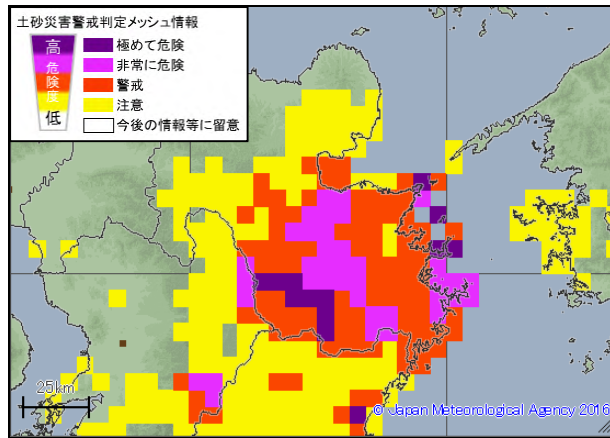 土砂災害警戒判定メッシュ情報
高
危
険
度
低
極めて危険
非常に危険
警戒
注意
今後の情報等に留意
25km
© Japan Meteorological Agency 2016